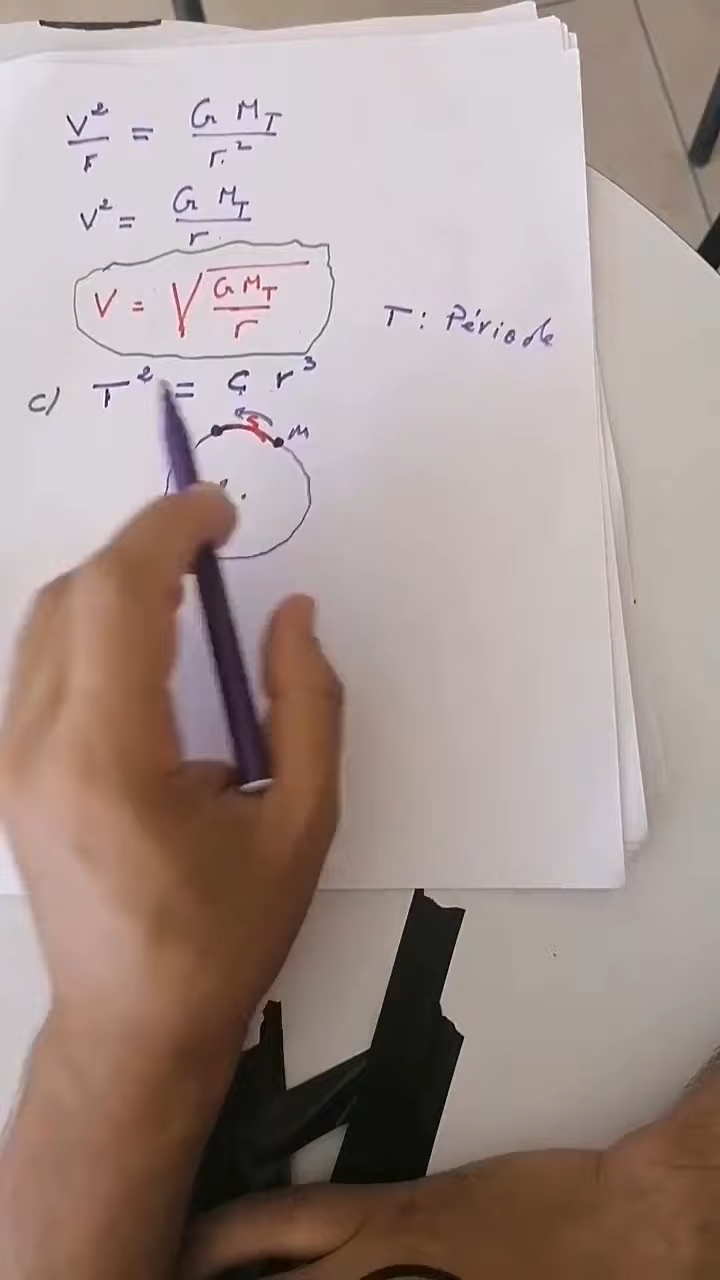 V²/r = G M_T / r²
V² = G M_T / r
V = √(G M_T / r)
T : Période
c) T² = C r³
S M